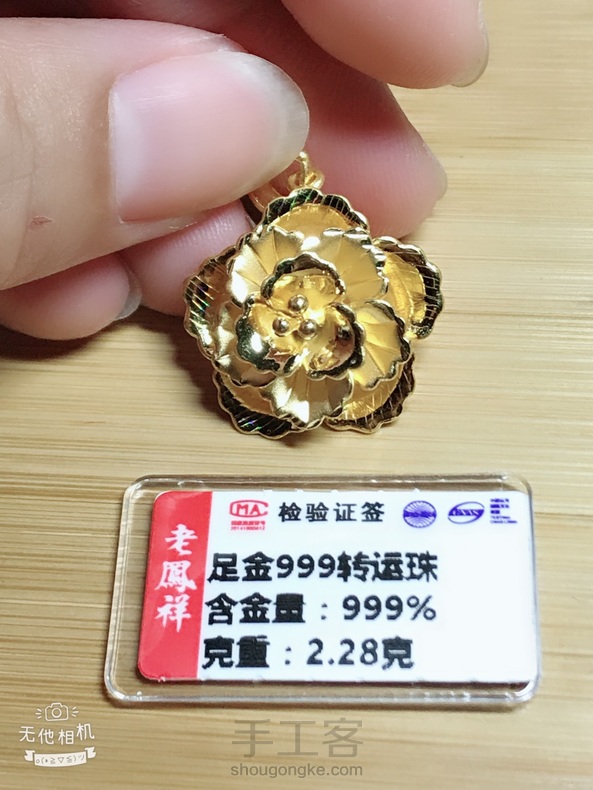 MA
检验证签
老鳳祥
足金999转运珠
含金量：999%
克重：2.28克
无他相机
手工客
shougongke.com